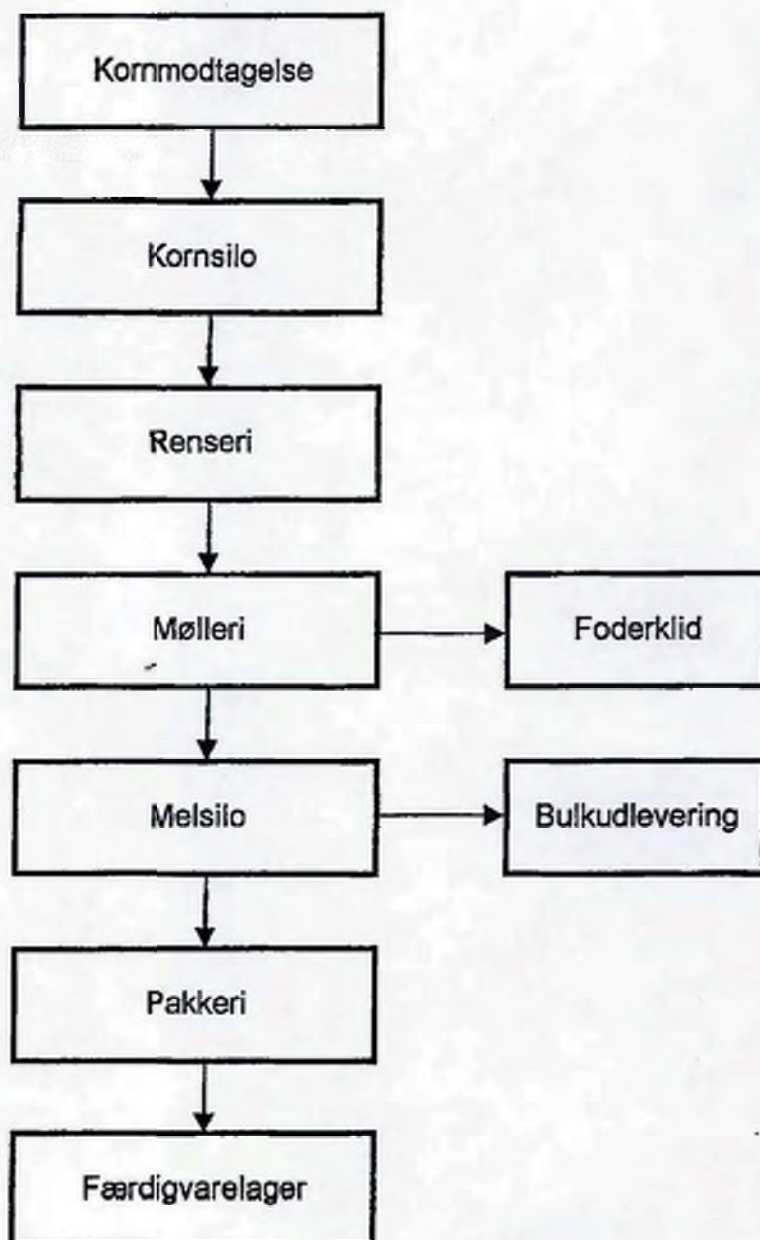 Kornmodtagelse
Kornsilo
Renseri
Mølleri
Foderklid
Melsilo
Bulkudlevering
Pakkeri
Færdigvarelager